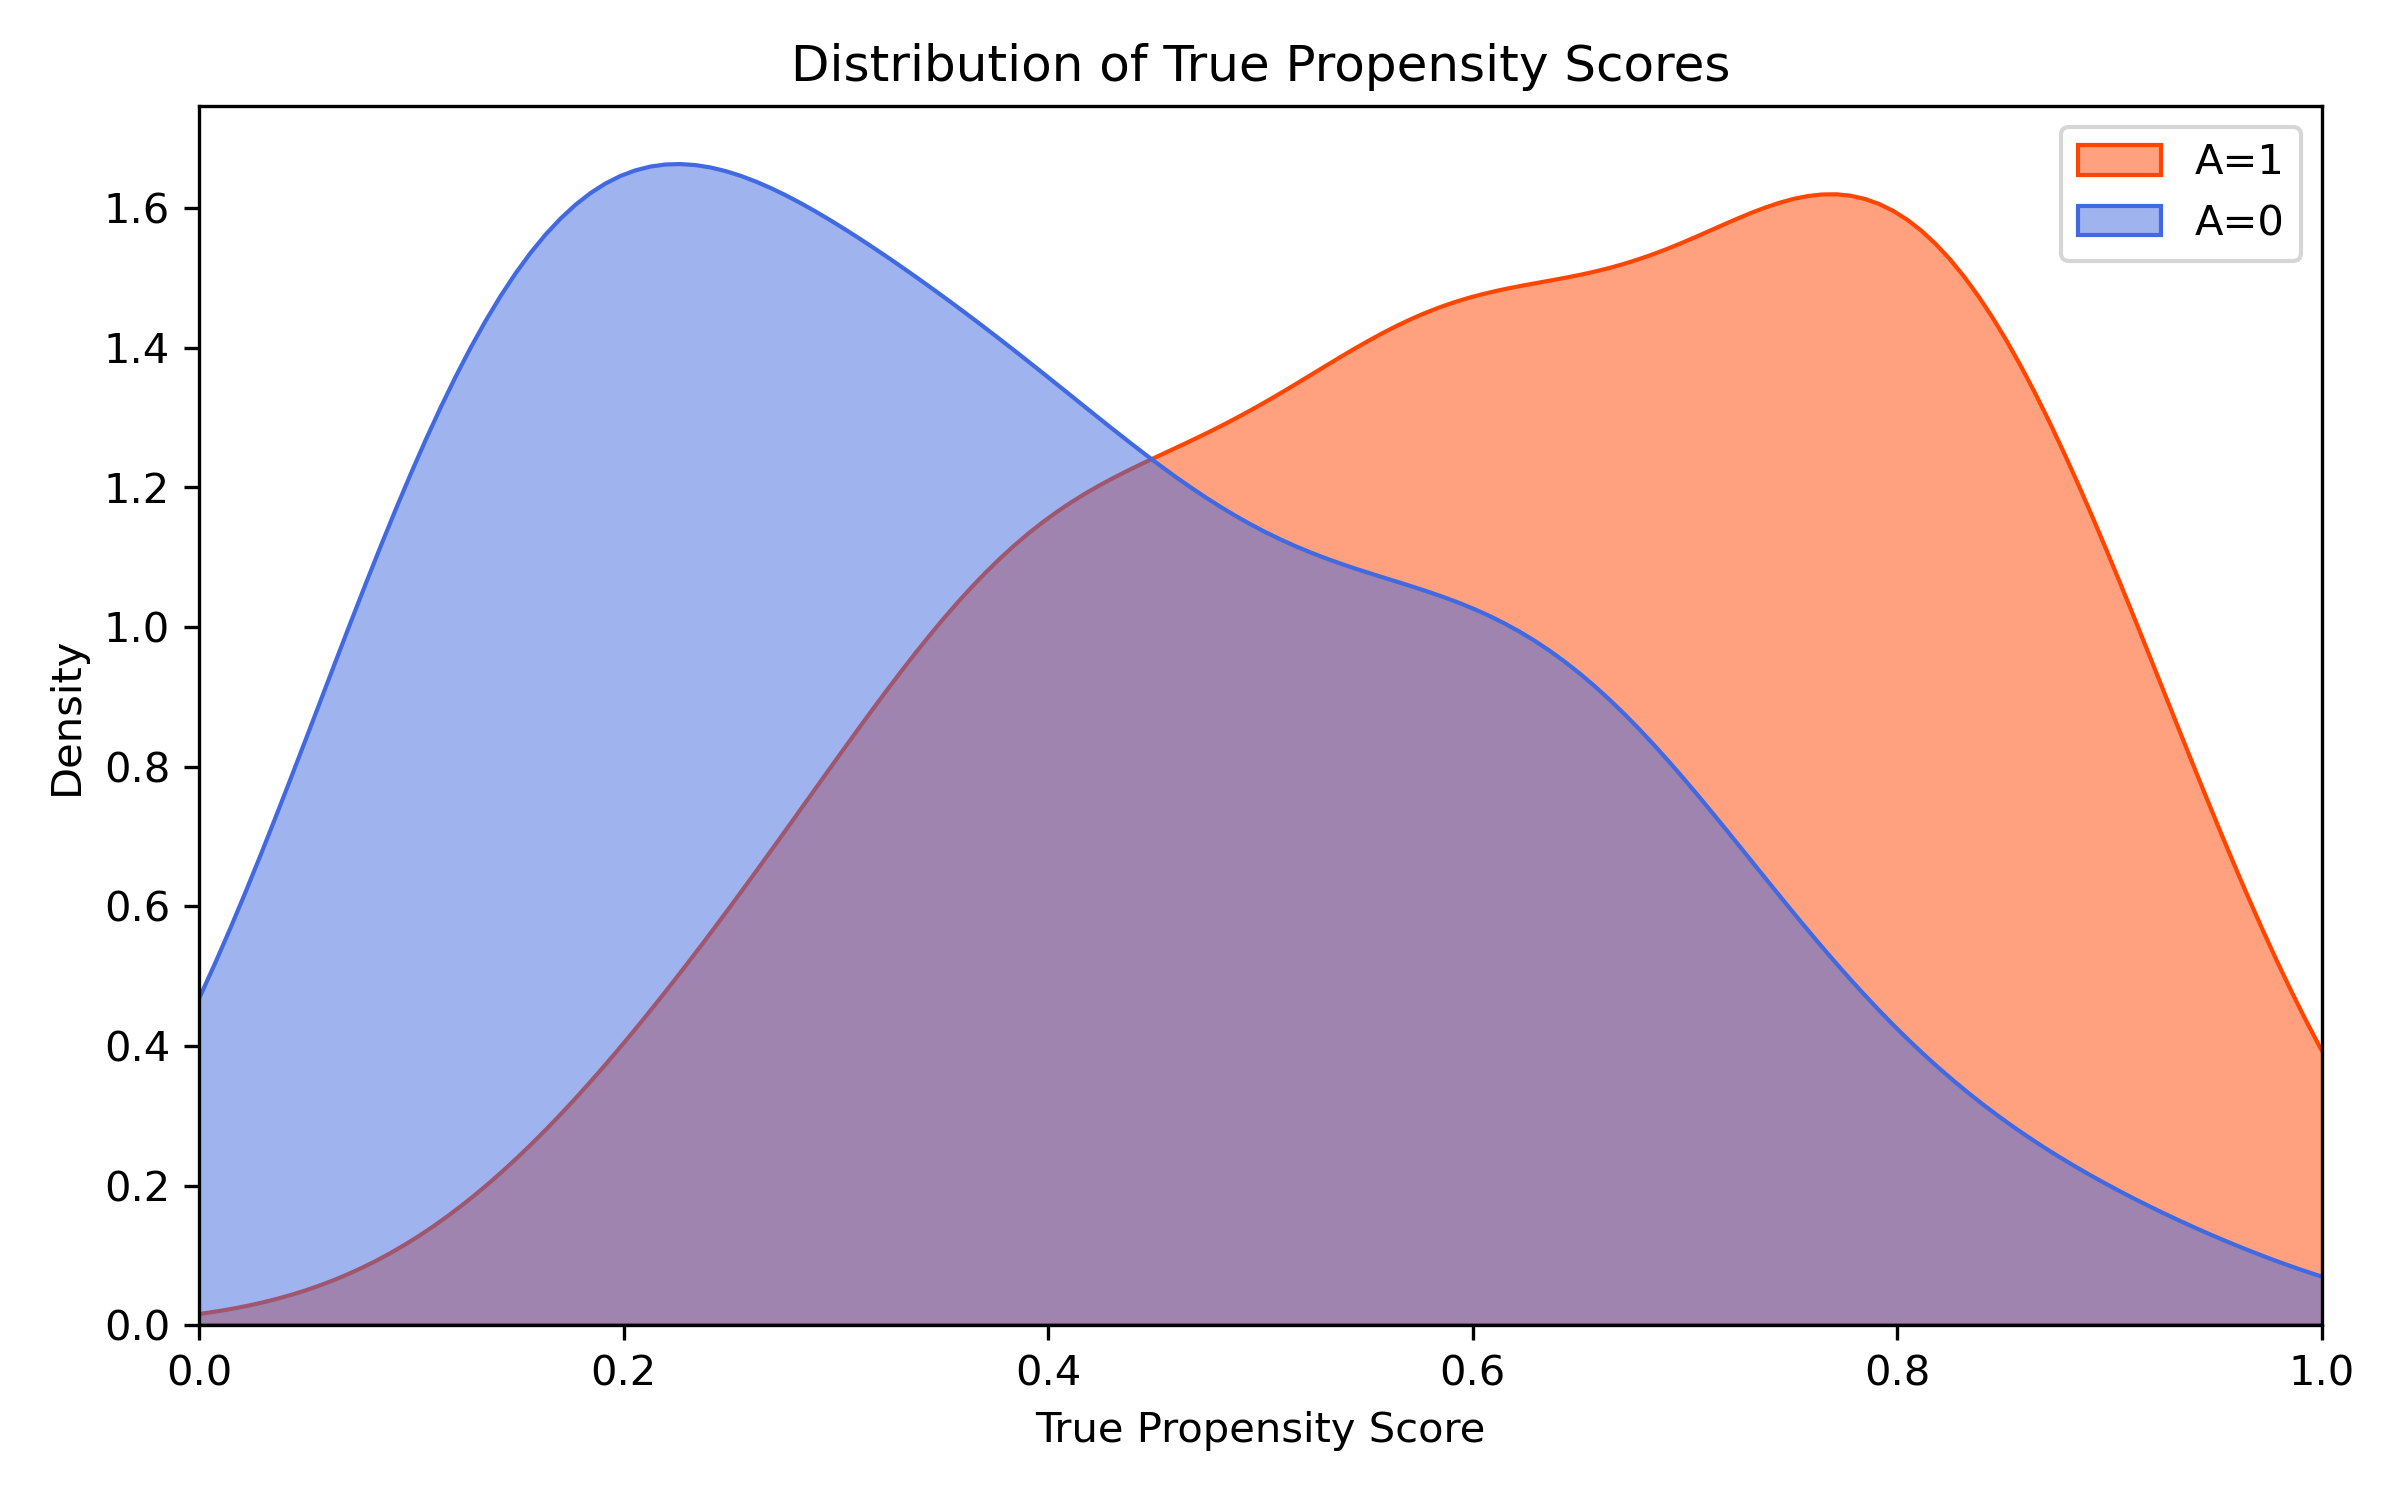 Distribution of True Propensity Scores
A=1
A=0
Density
1.6
1.4
1.2
1.0
0.8
0.6
0.4
0.2
0.0
0.0 0.2 0.4 0.6 0.8 1.0
True Propensity Score